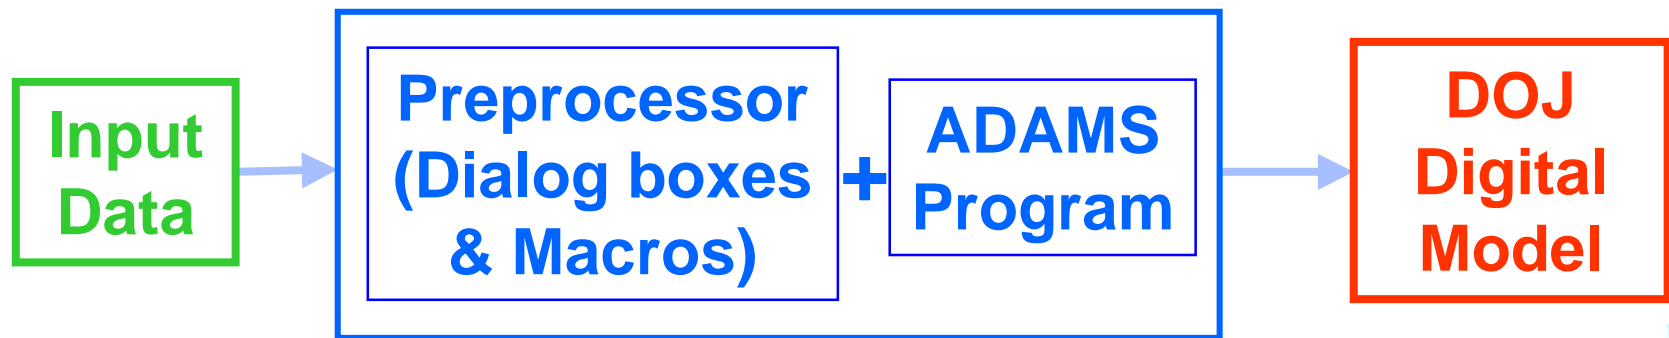 Input
Data
Preprocessor
(Dialog boxes
& Macros)
+
ADAMS
Program
DOJ
Digital
Model